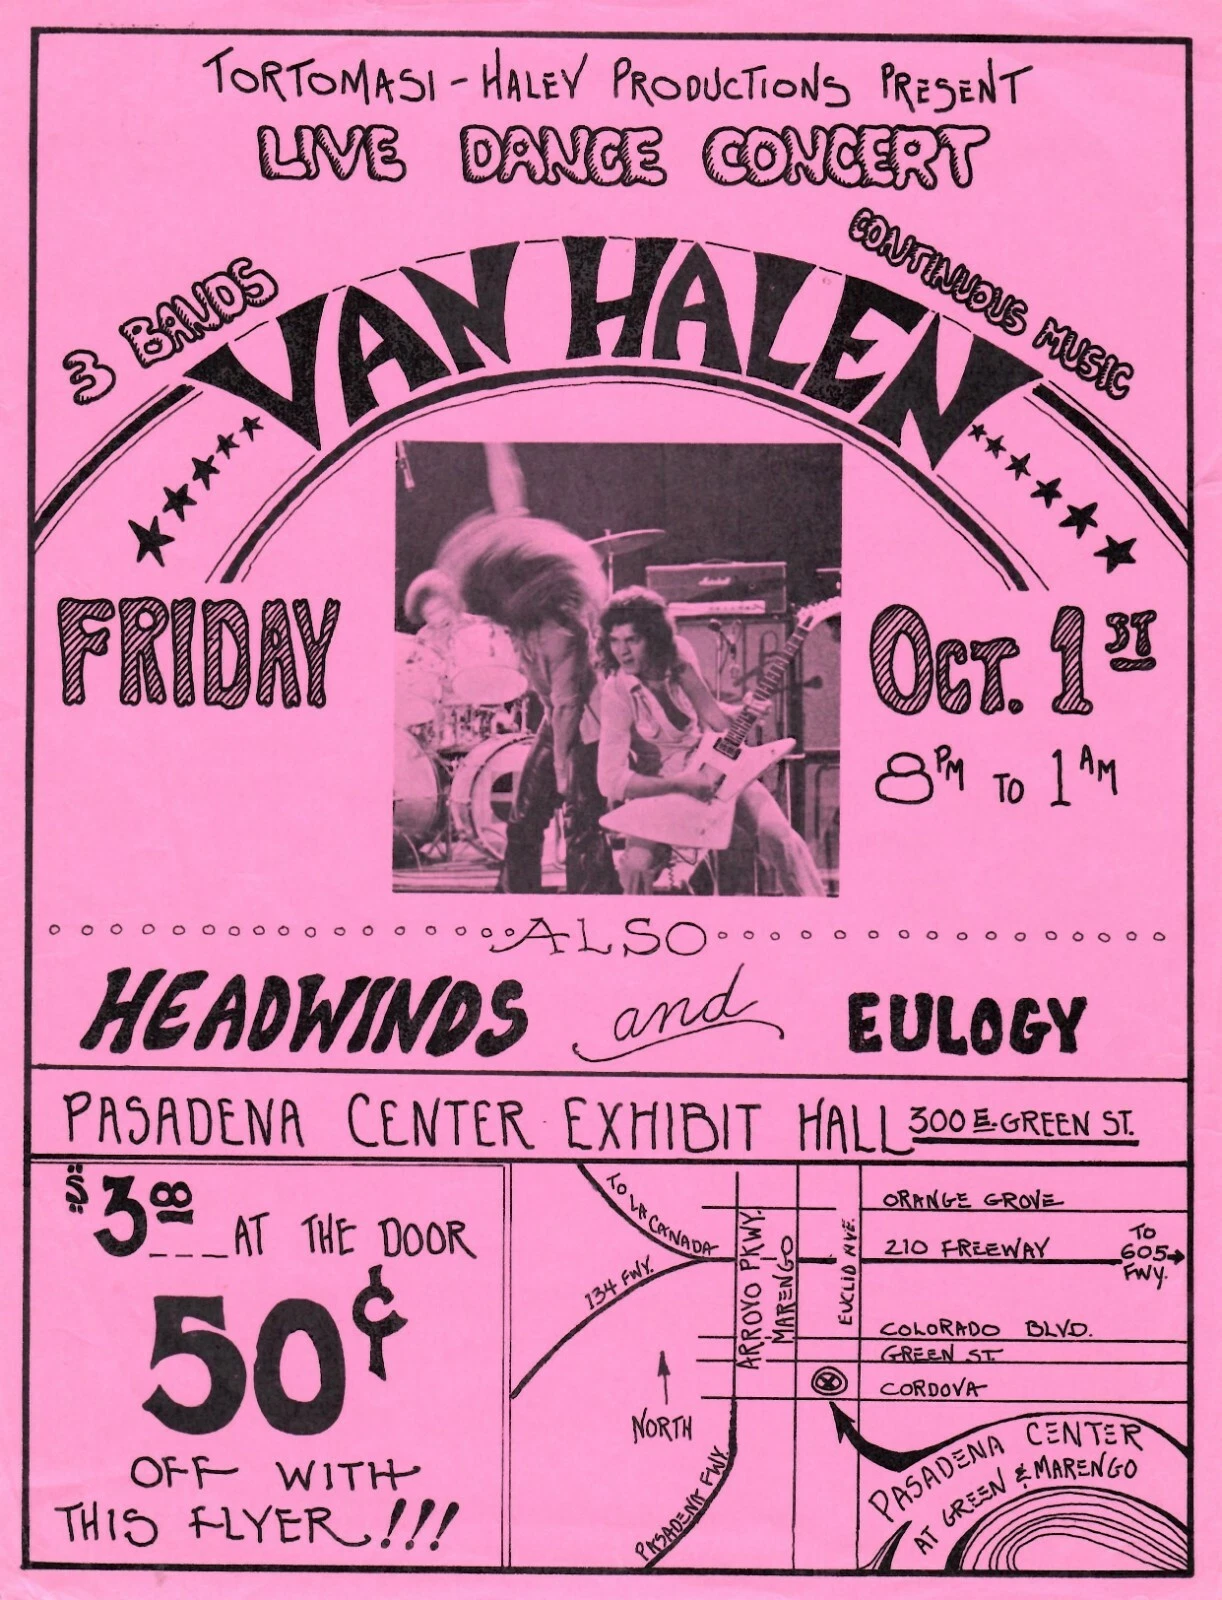 TORTOMASI - HALEY PRODUCTIONS PRESENT
LIVE DANCE CONCERT
3 BANDS
CONTINUOUS MUSIC
VAN HALEN
Marshall
FRIDAY
OCT. 1ST
8PM TO 1AM
ALSO
HEADWINDS and EULOGY
PASADENA CENTER EXHIBIT HALL 300 E. GREEN ST.
$3.00 AT THE DOOR
50¢
OFF WITH
THIS FLYER!!!
TO LA CANADA
134 FWY.
ARROYO PKWY.
MARENGO
EUCLID AVE.
ORANGE GROVE
210 FREEWAY
TO
605
FWY.
COLORADO BLVD.
GREEN ST.
CORDOVA
NORTH
PASADENA FWY.
PASADENA CENTER
AT GREEN & MARENGO